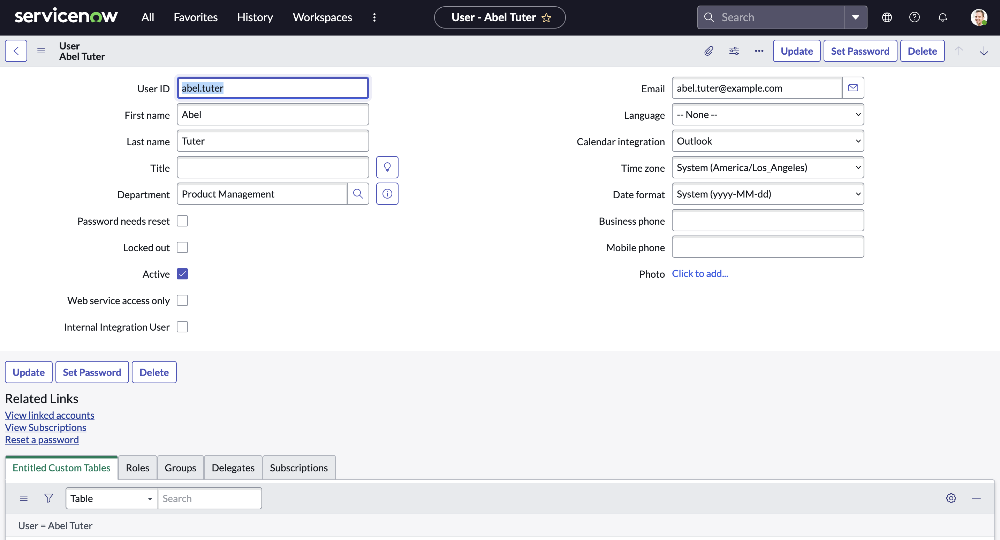 servicenow All Favorites History Workspaces User - Abel Tuter Search
User
Abel Tuter
Update Set Password Delete
User ID abel.tuter
First name Abel
Last name Tuter
Title
Department Product Management
Password needs reset
Locked out
Active
Web service access only
Internal Integration User
Email abel.tuter@example.com
Language -- None --
Calendar integration Outlook
Time zone System (America/Los_Angeles)
Date format System (yyyy-MM-dd)
Business phone
Mobile phone
Photo Click to add...
Update Set Password Delete
Related Links
View linked accounts
View Subscriptions
Reset a password
Entitled Custom Tables Roles Groups Delegates Subscriptions
Table Search
User = Abel Tuter